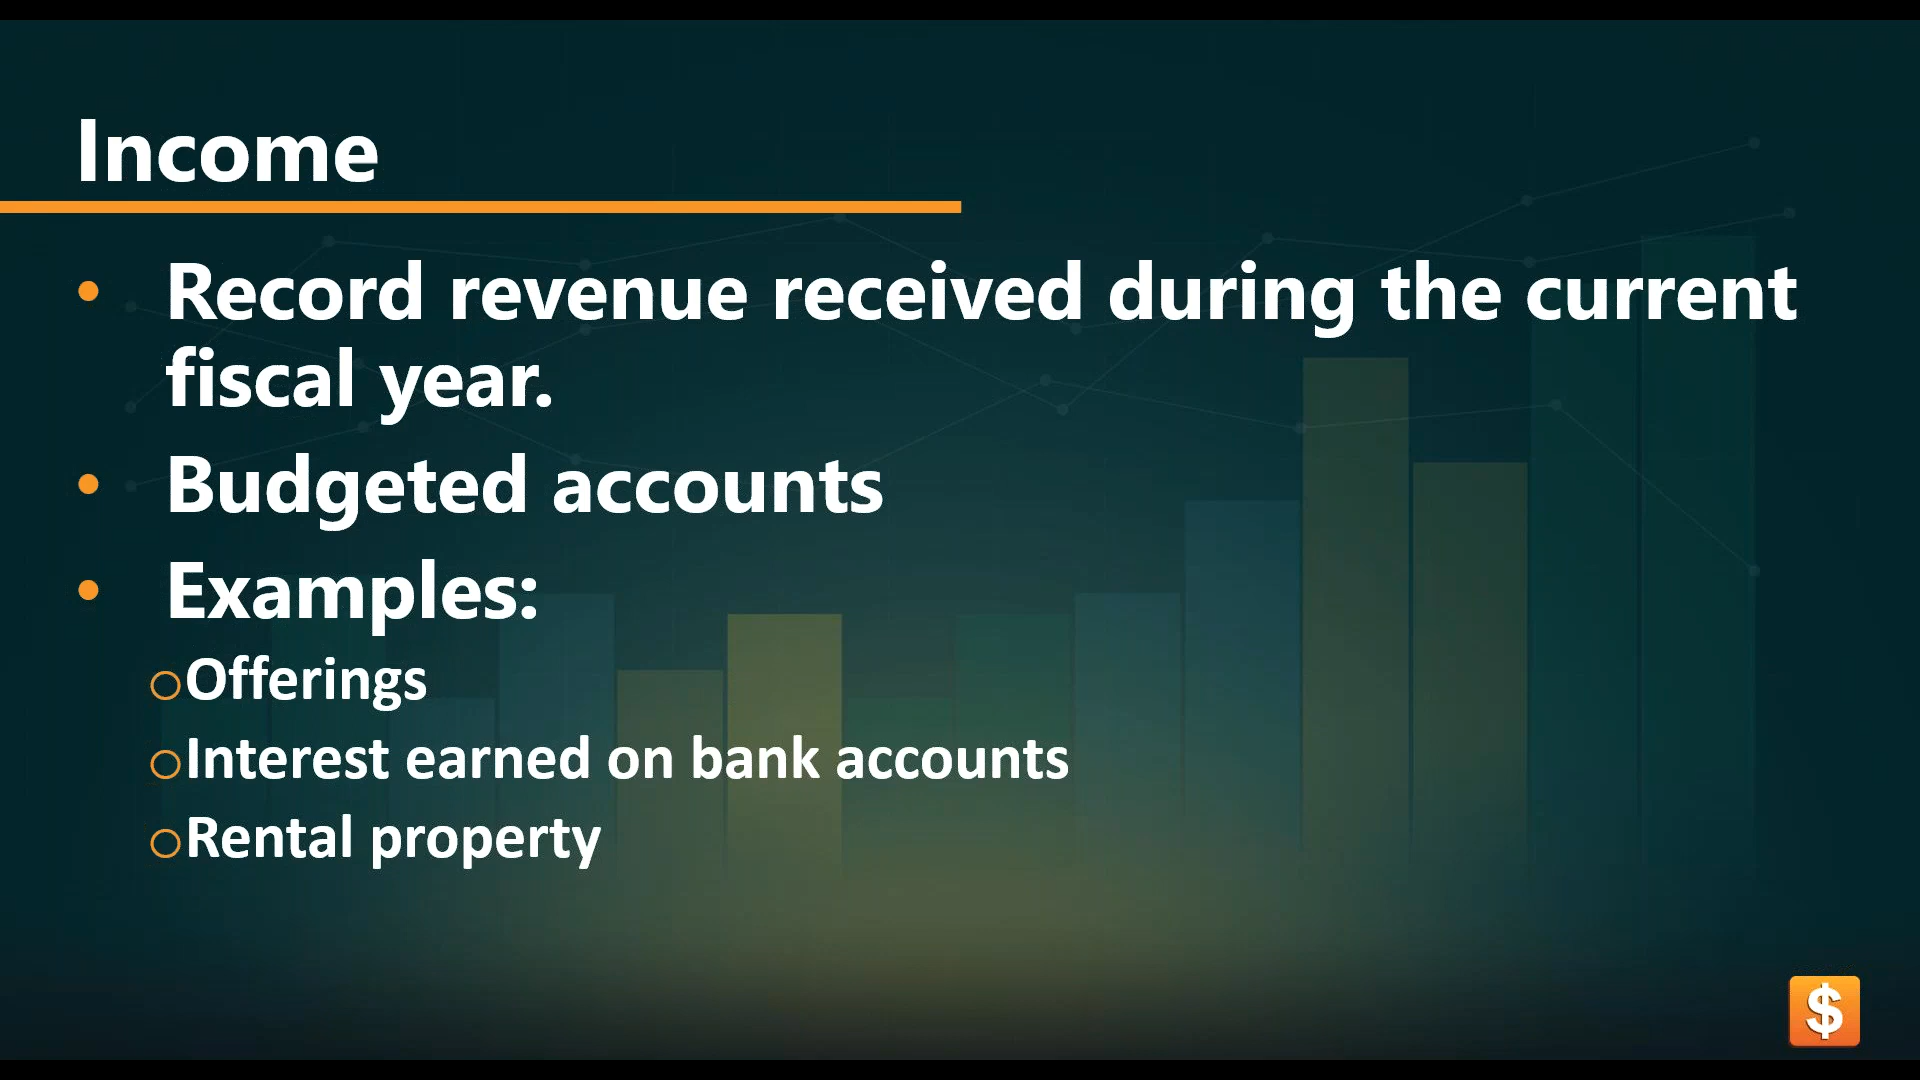 Income
• Record revenue received during the current
fiscal year.
• Budgeted accounts
• Examples:
○Offerings
○Interest earned on bank accounts
○Rental property
$